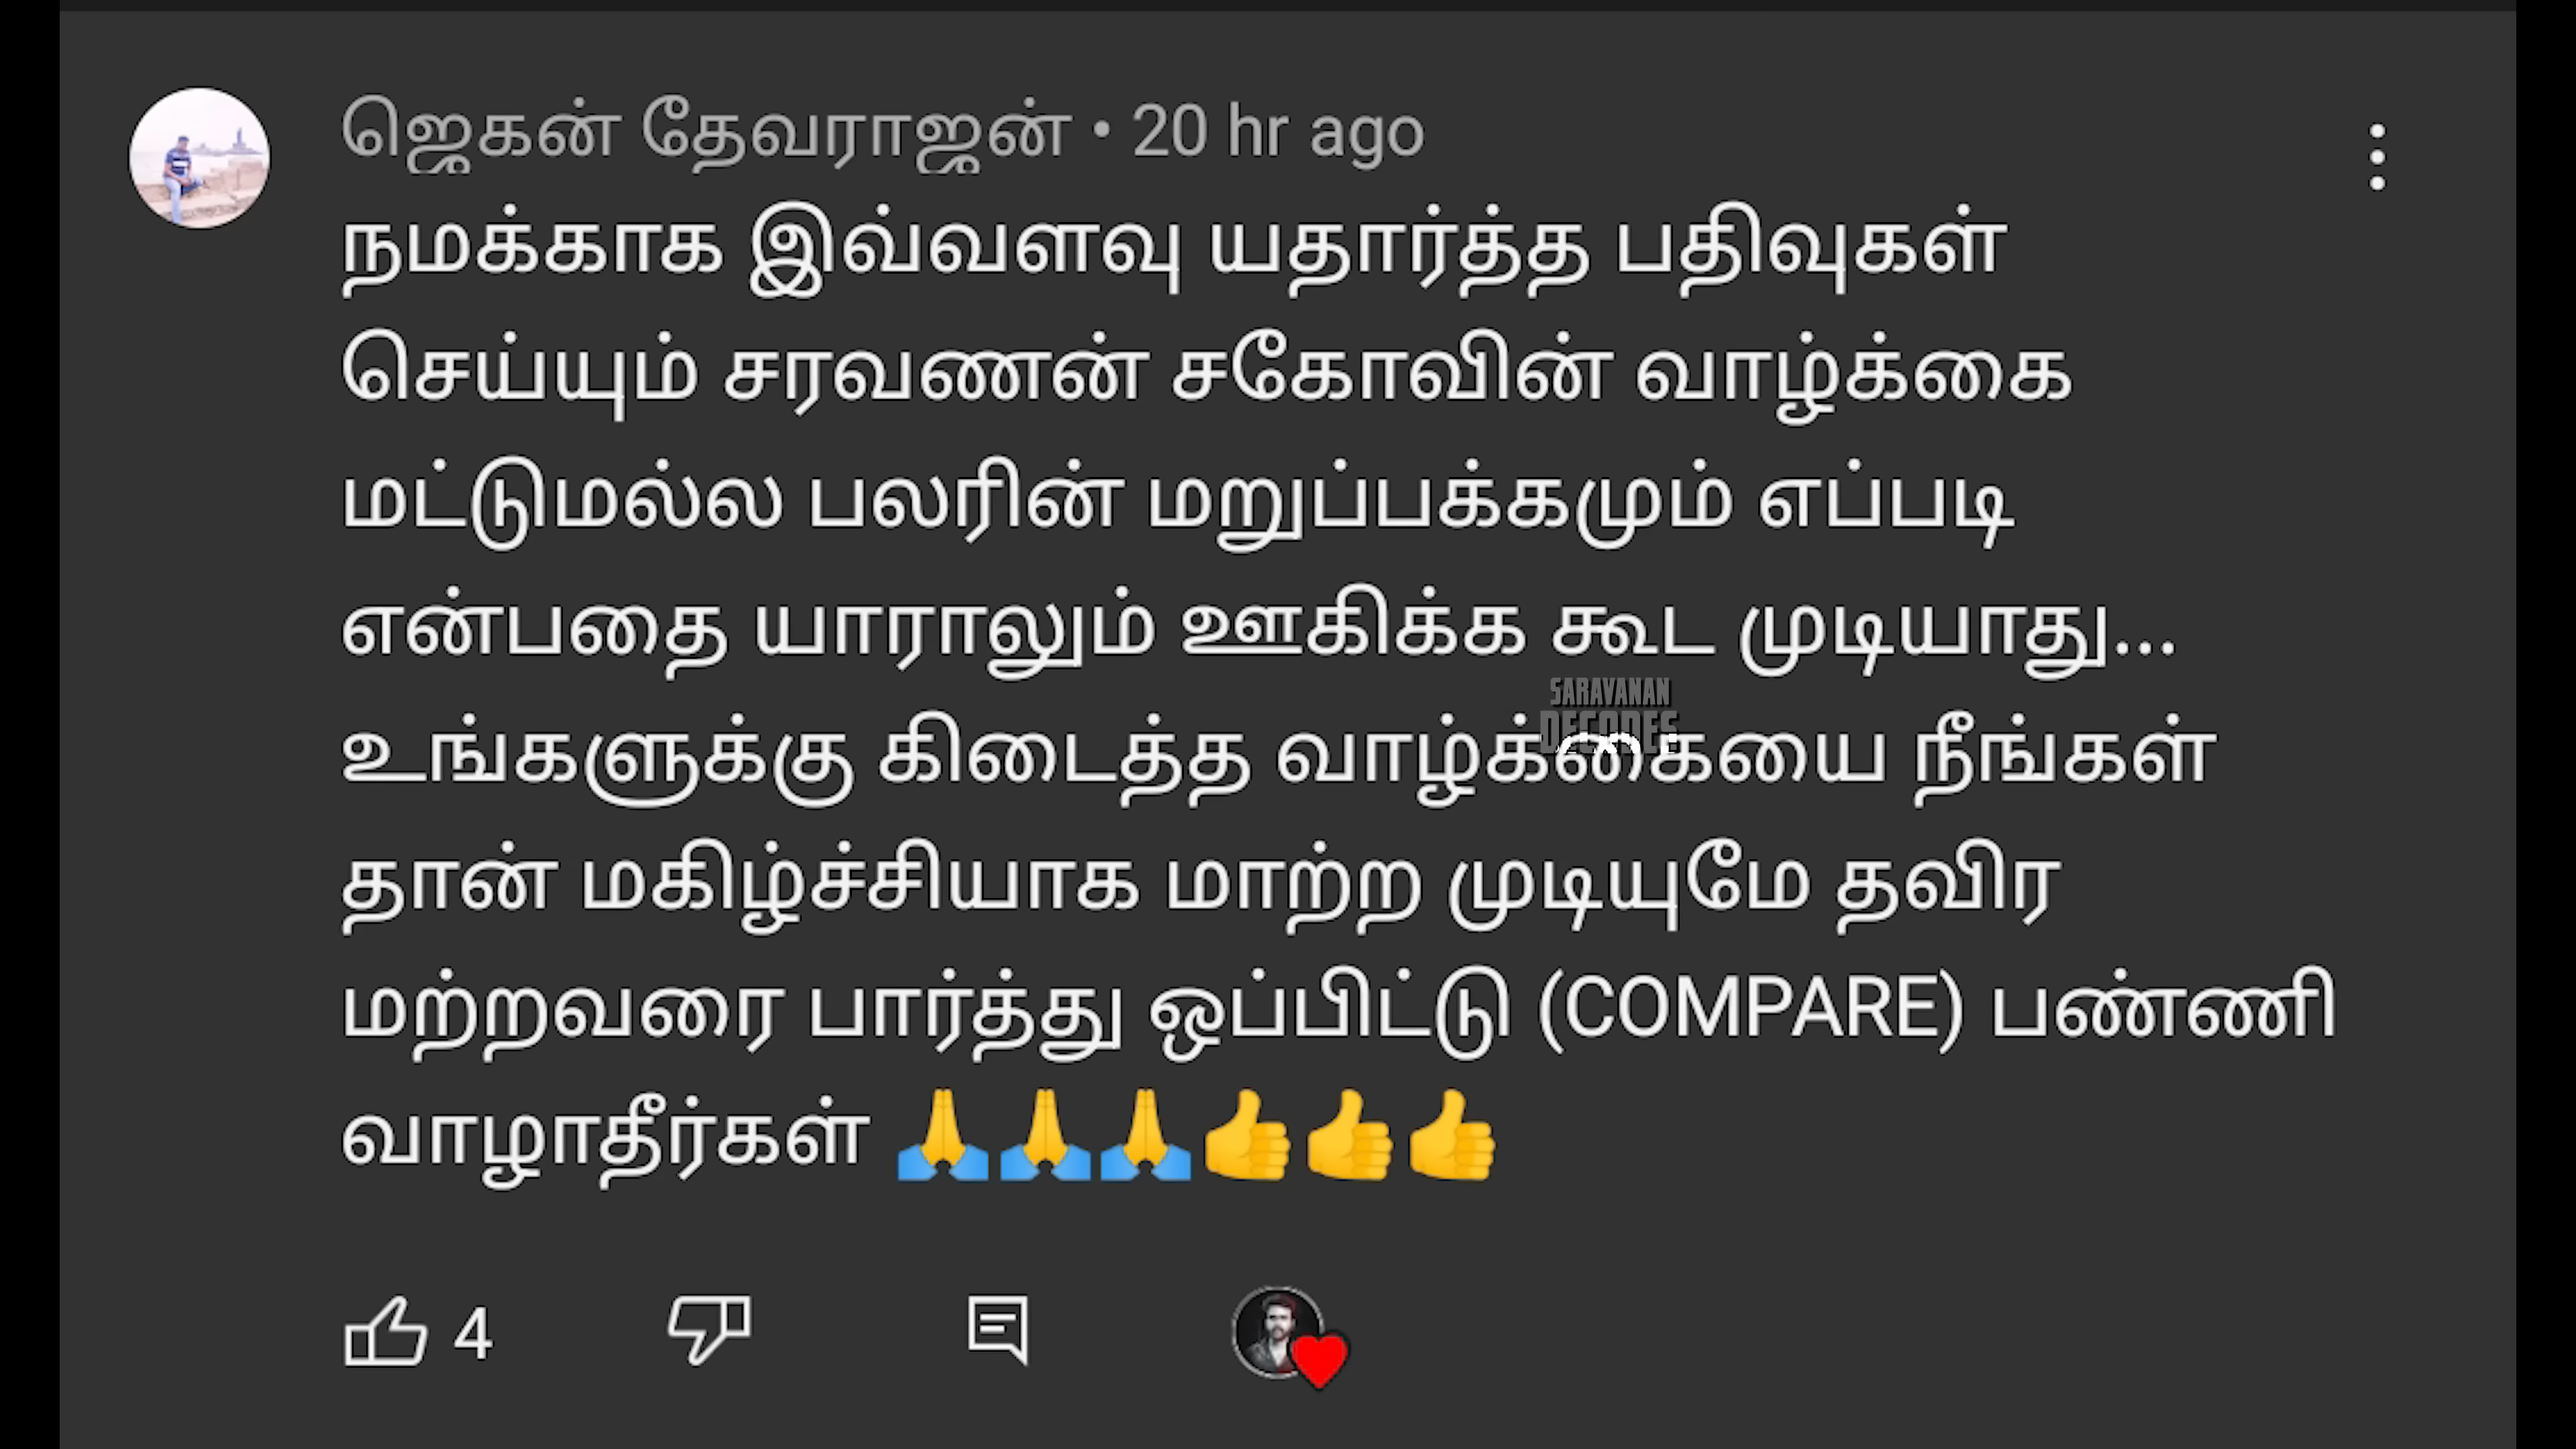 ஜெகன் தேவராஜன் • 20 hr ago
நமக்காக இவ்வளவு யதார்த்த பதிவுகள்
செய்யும் சரவணன் சகோவின் வாழ்க்கை
மட்டுமல்ல பலரின் மறுப்பக்கமும் எப்படி
என்பதை யாராலும் ஊகிக்க கூட முடியாது...
SARAVANAN
DECODES
உங்களுக்கு கிடைத்த வாழ்க்கையை நீங்கள்
தான் மகிழ்ச்சியாக மாற்ற முடியுமே தவிர
மற்றவரை பார்த்து ஒப்பிட்டு (COMPARE) பண்ணி
வாழாதீர்கள் 🙏🙏🙏👍👍👍
4